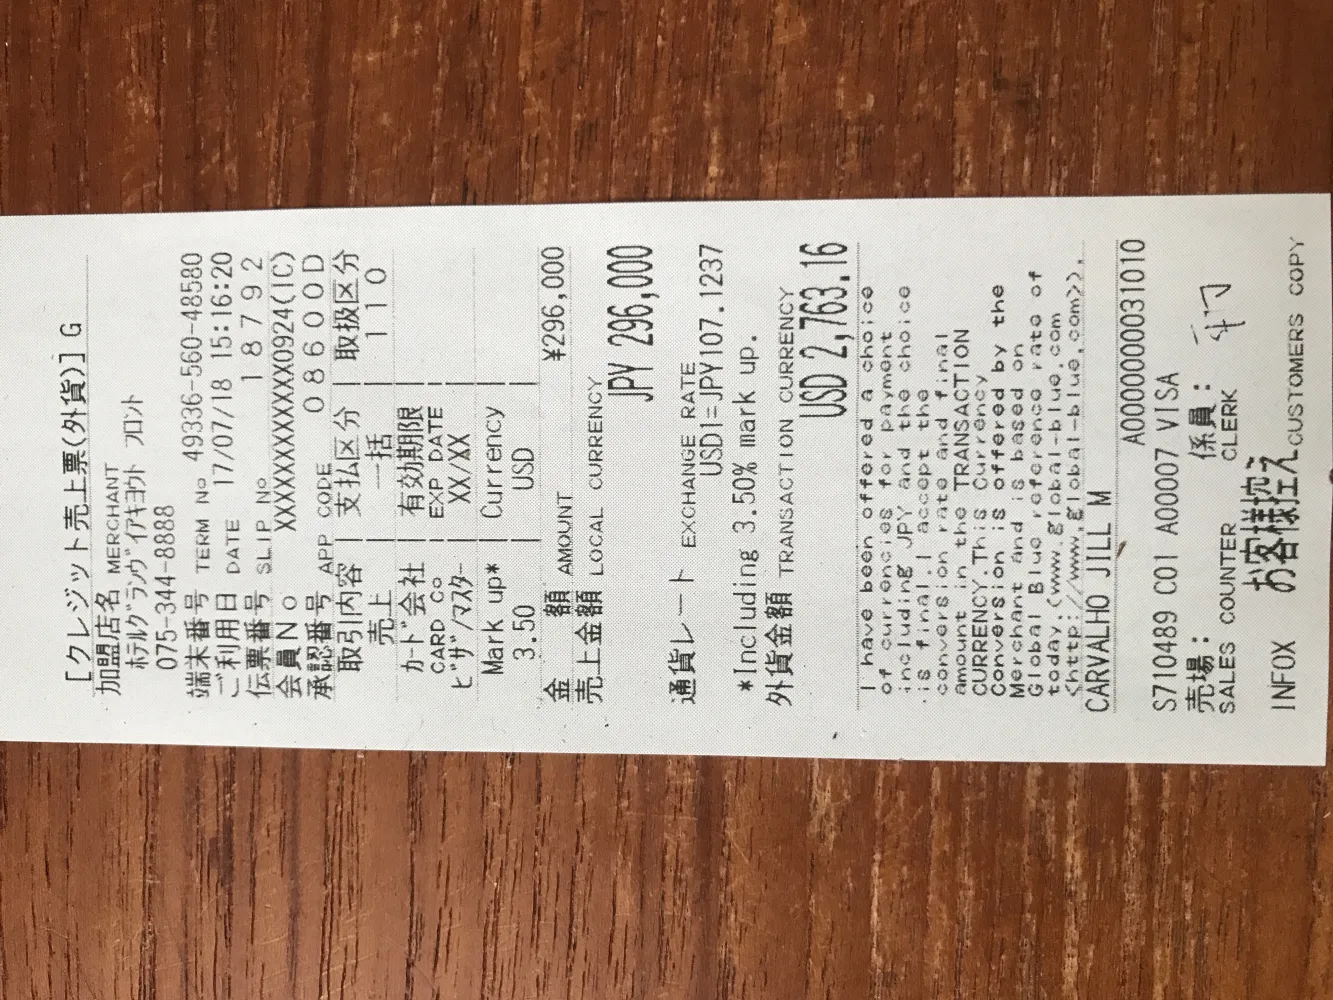 [クレジット売上票(外貨)] G
加盟店名 MERCHANT
ﾎﾃﾙｸﾞﾗﾝｳﾞｨｱｷﾖｳﾄ ﾌﾛﾝﾄ
075-344-8888
端末番号 TERM No 49336-560-48580
ご利用日 DATE 17/07/18 15:16:20
伝票番号 SLIP No 18792
会員No XXXXXXXXXXXX0924(IC)
承認番号 APP CODE 08600D
取引内容 支払区分 取扱区分
売上 一括 110
ｶｰﾄﾞ会社 有効期限
CARD CO EXP DATE
ﾋﾞｻﾞ/ﾏｽﾀｰ XX/XX
Mark up* Currency
3.50 USD
金 額 AMOUNT ¥296,000
売上金額 LOCAL CURRENCY
JPY 296,000
通貨レート EXCHANGE RATE
USD1=JPY107.1237
*Including 3.50% mark up.
外貨金額 TRANSACTION CURRENCY
USD 2,763.16
I have been offered a choice
of currencies for payment
including JPY and the choice
is final.I accept the
conversion rate and final
amount in the TRANSACTION
CURRENCY.This Currency
Conversion is offered by the
Merchant and is based on
Global Blue reference rate of
today.(www.global-blue.com
<http://www.global-blue.com>).
CARVALHO JILL M
A0000000031010
S710489 C01 A00007 VISA
売場: 係員:
SALES COUNTER CLERK
INFOX お客様控え CUSTOMERS COPY